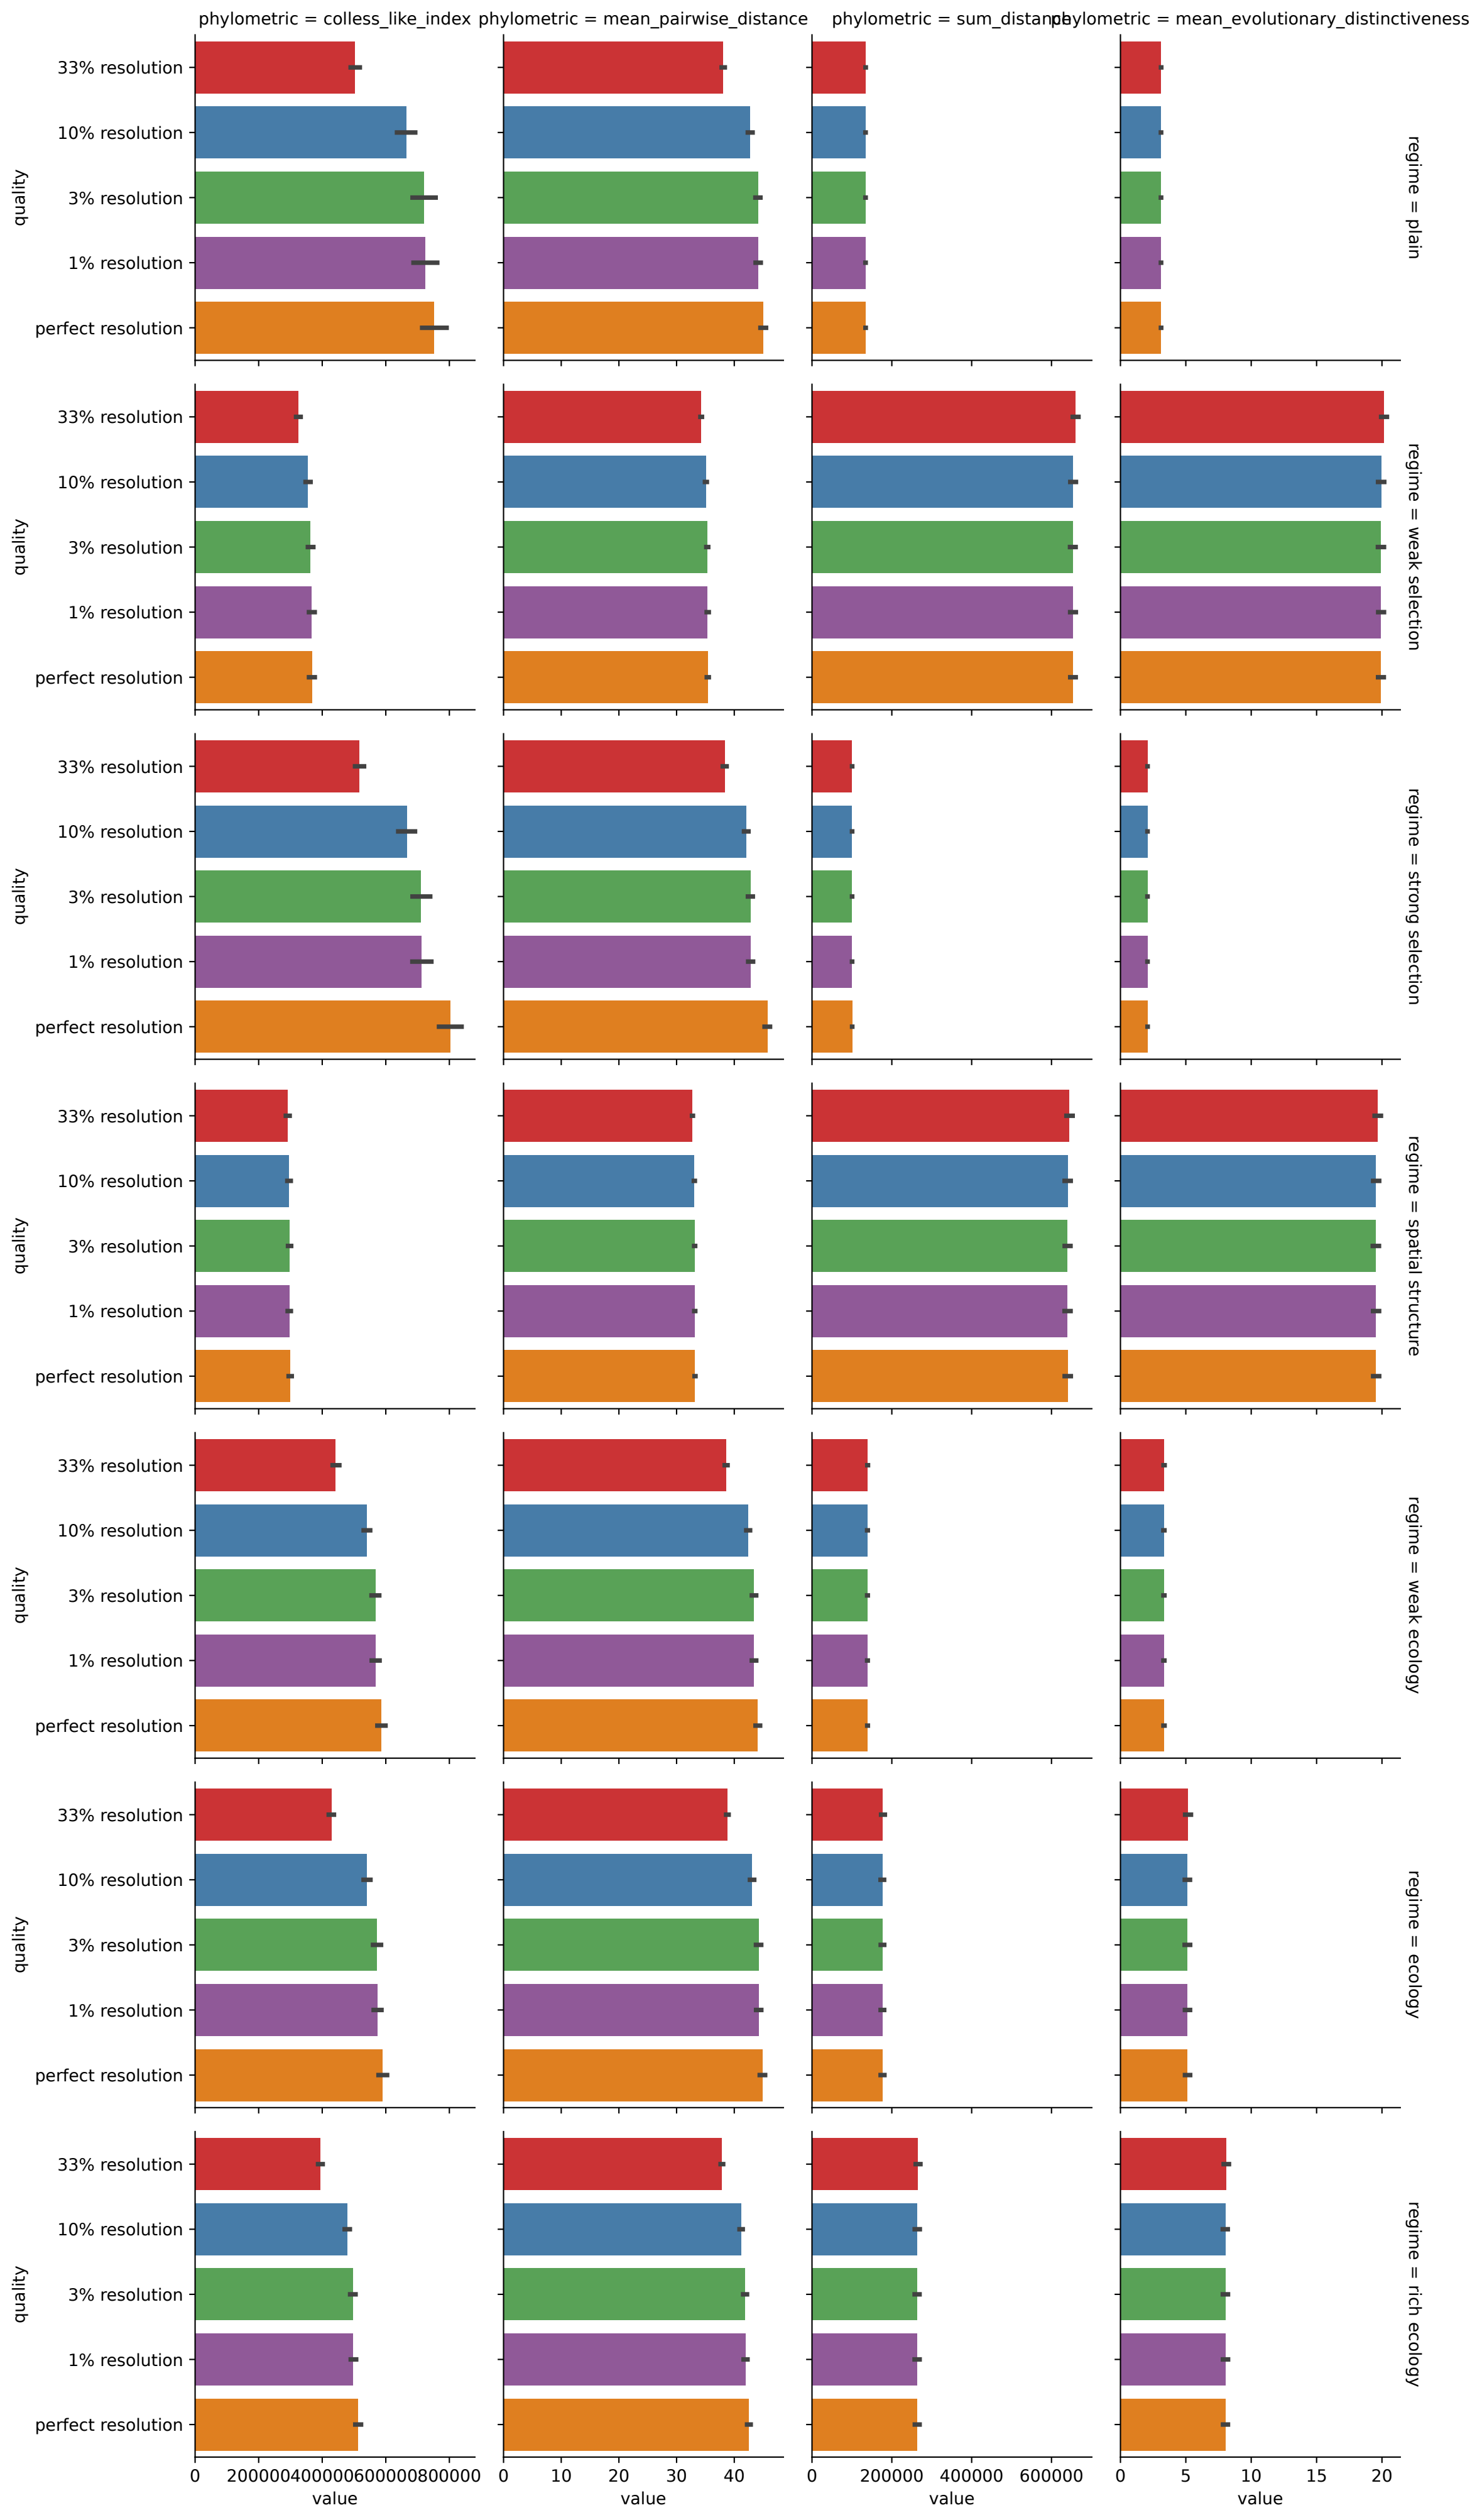 phylometric = colless_like_index
phylometric = mean_pairwise_distance
phylometric = sum_distance
phylometric = mean_evolutionary_distinctiveness
33% resolution
10% resolution
3% resolution
1% resolution
perfect resolution
quality
regime = plain
33% resolution
10% resolution
3% resolution
1% resolution
perfect resolution
quality
regime = weak selection
33% resolution
10% resolution
3% resolution
1% resolution
perfect resolution
quality
regime = strong selection
33% resolution
10% resolution
3% resolution
1% resolution
perfect resolution
quality
regime = spatial structure
33% resolution
10% resolution
3% resolution
1% resolution
perfect resolution
quality
regime = weak ecology
33% resolution
10% resolution
3% resolution
1% resolution
perfect resolution
quality
regime = ecology
33% resolution
10% resolution
3% resolution
1% resolution
perfect resolution
quality
regime = rich ecology
0 200000 400000 600000 800000
0 10 20 30 40
0 200000 400000 600000
0 5 10 15 20
value
value
value
value